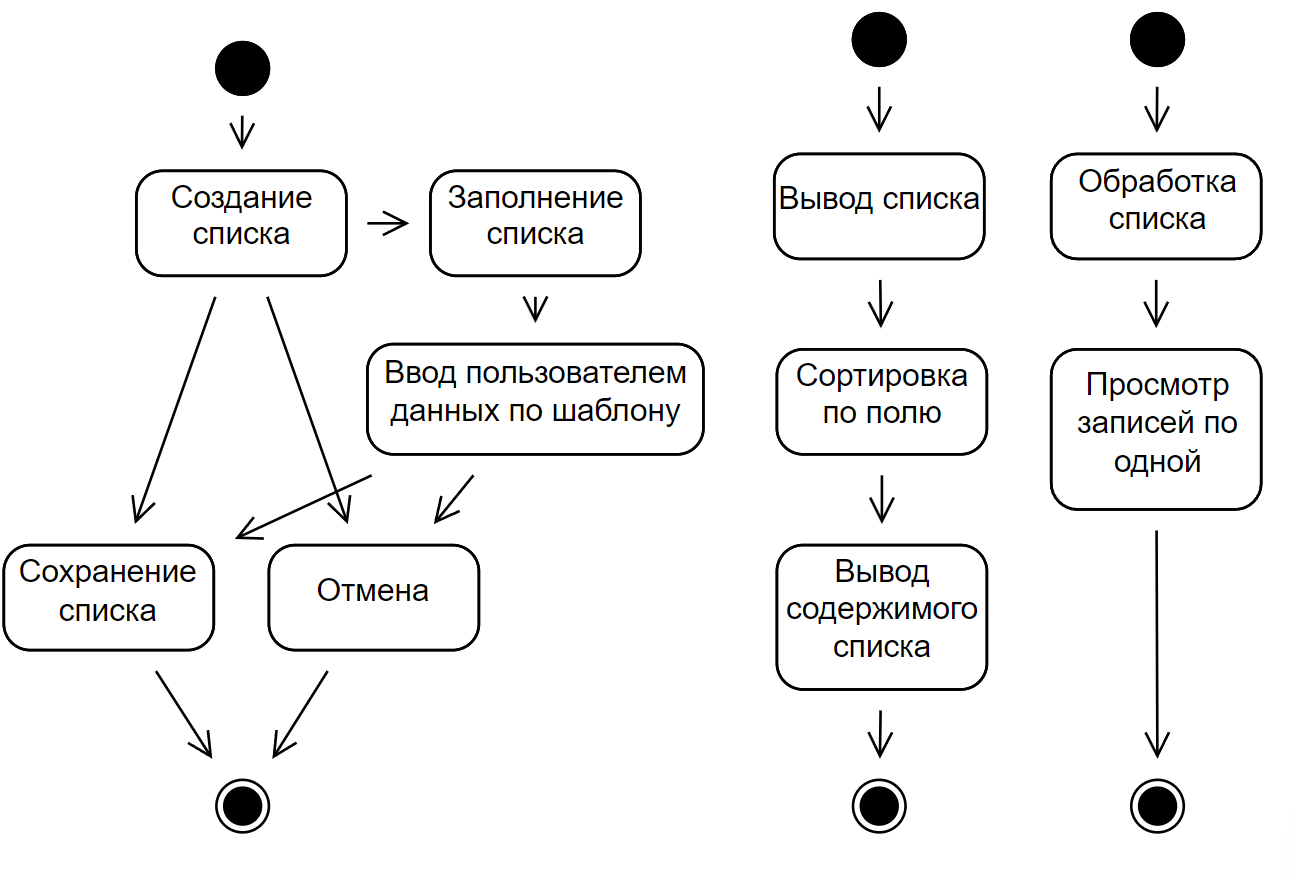 Создание
списка
Заполнение
списка
Ввод пользователем
данных по шаблону
Сохранение
списка
Отмена
Вывод списка
Сортировка
по полю
Вывод
содержимого
списка
Обработка
списка
Просмотр
записей по
одной